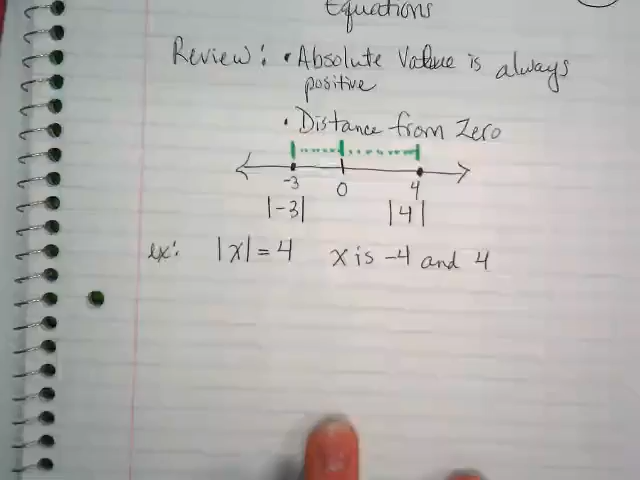 Equations
Review: • Absolute Value is always
positive
• Distance from Zero
-3 0 4
|-3| |4|
ex: |x| = 4 x is -4 and 4